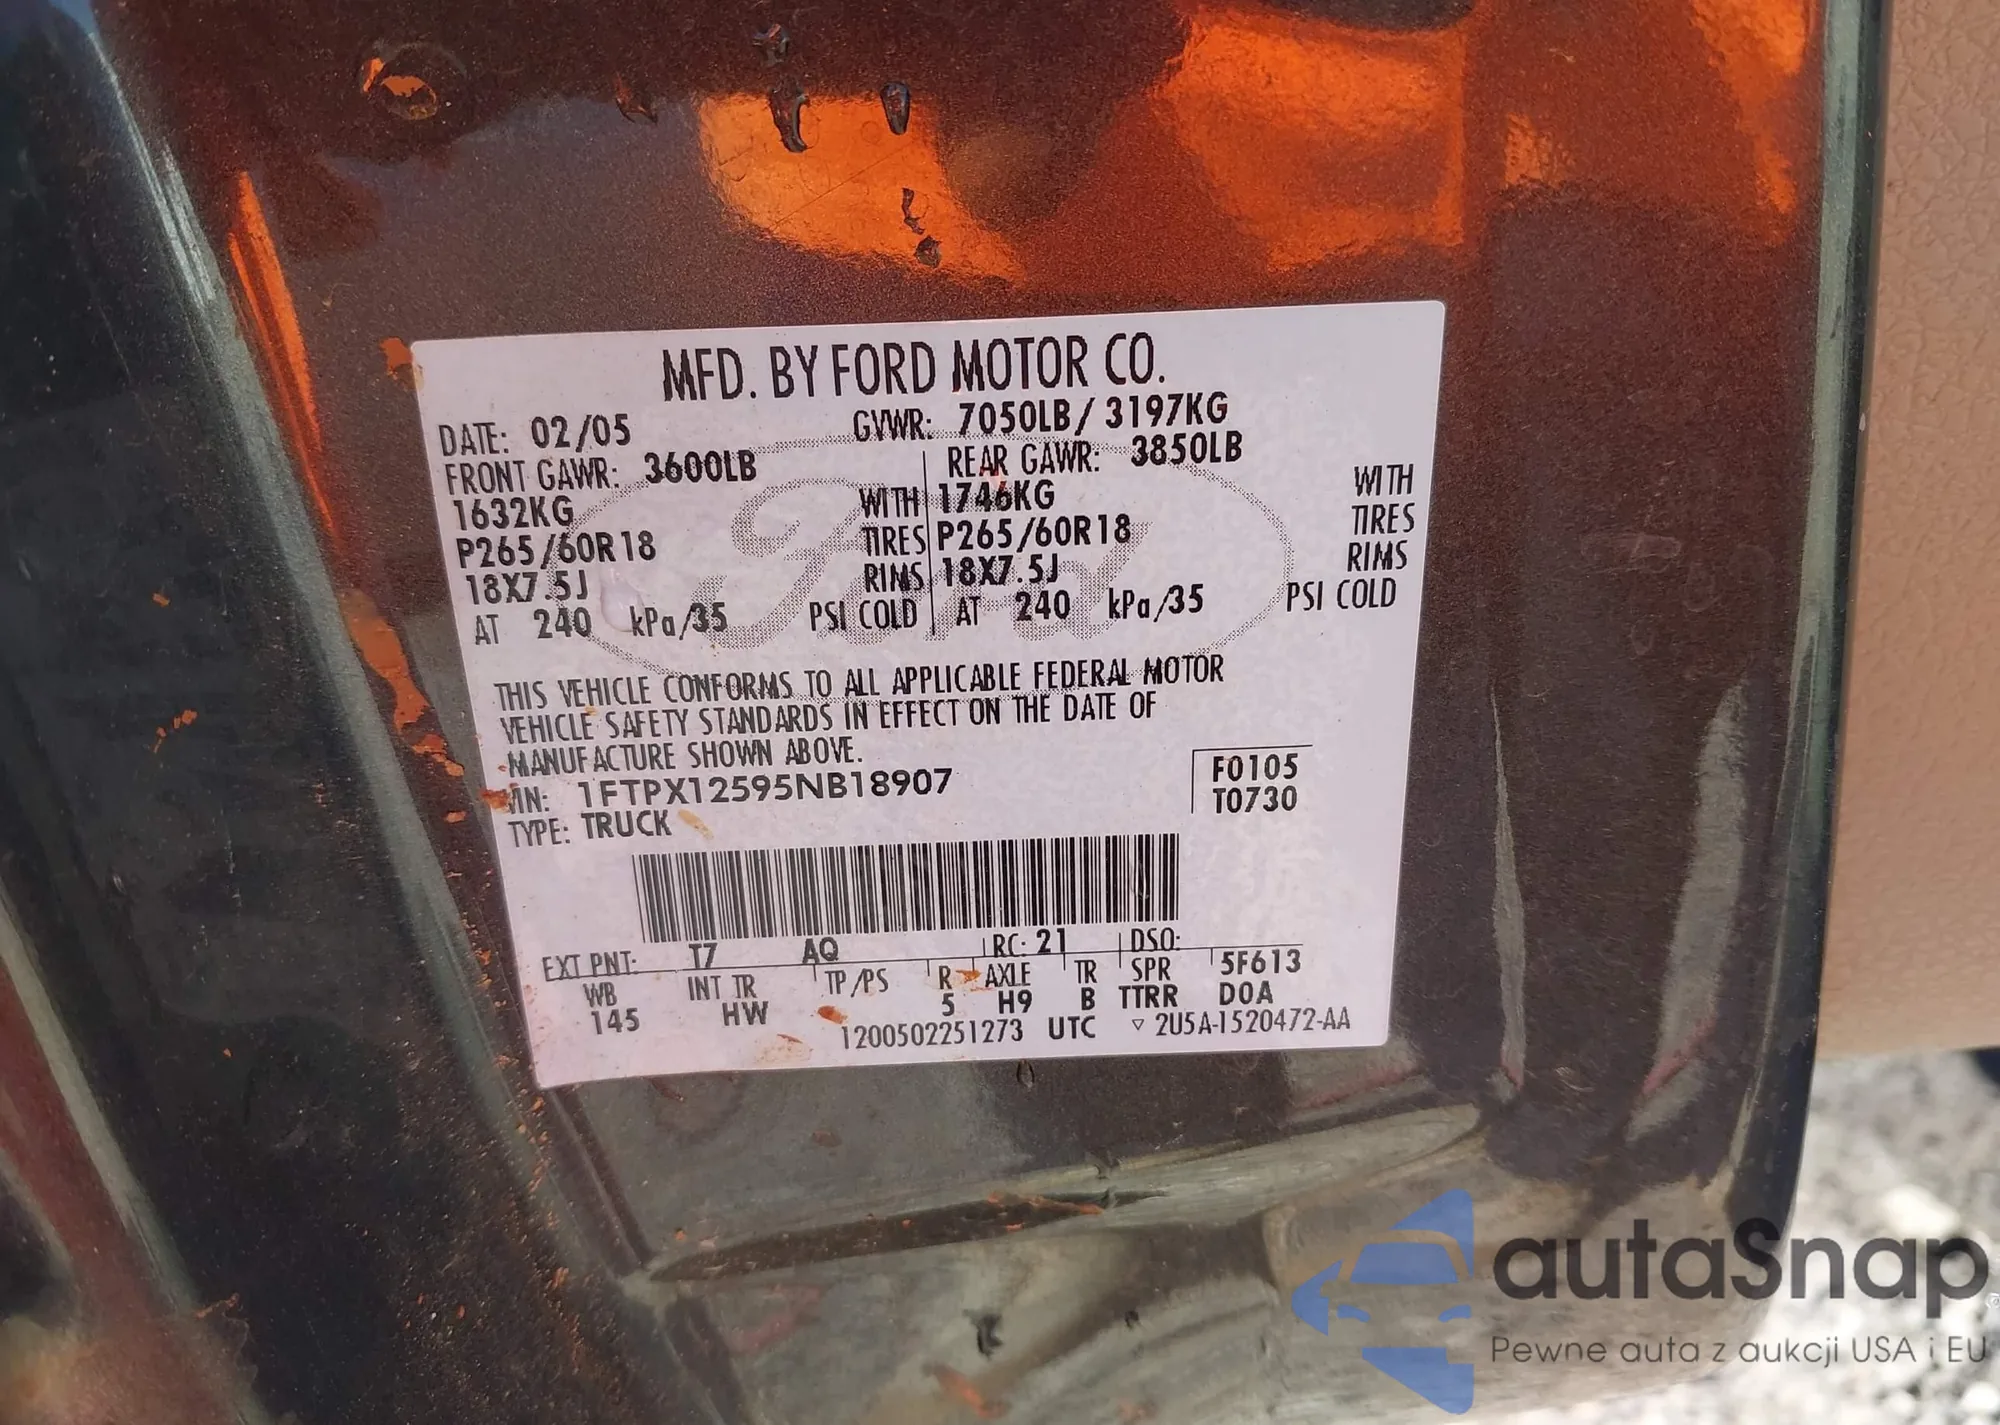 MFD. BY FORD MOTOR CO.
DATE: 02/05 GVWR: 7050LB/ 3197KG
FRONT GAWR: 3600LB REAR GAWR: 3850LB
1632KG WITH 1746KG WITH
P265/60R18 TIRES P265/60R18 TIRES
18X7.5J RIMS 18X7.5J RIMS
AT 240 kPa/35 PSI COLD AT 240 kPa/35 PSI COLD
Ford
THIS VEHICLE CONFORMS TO ALL APPLICABLE FEDERAL MOTOR
VEHICLE SAFETY STANDARDS IN EFFECT ON THE DATE OF
MANUFACTURE SHOWN ABOVE.
VIN: 1FTPX12595NB18907 F0105
TYPE: TRUCK T0730
EXT PNT: T7 AQ RC: 21 DSO:
WB INT TR TP/PS R AXLE TR SPR 5F613
145 HW 5 H9 B TTRR D0A
1200502251273 UTC ▽ 2U5A-1520472-AA
autaSnap
Pewne auta z aukcji USA i EU